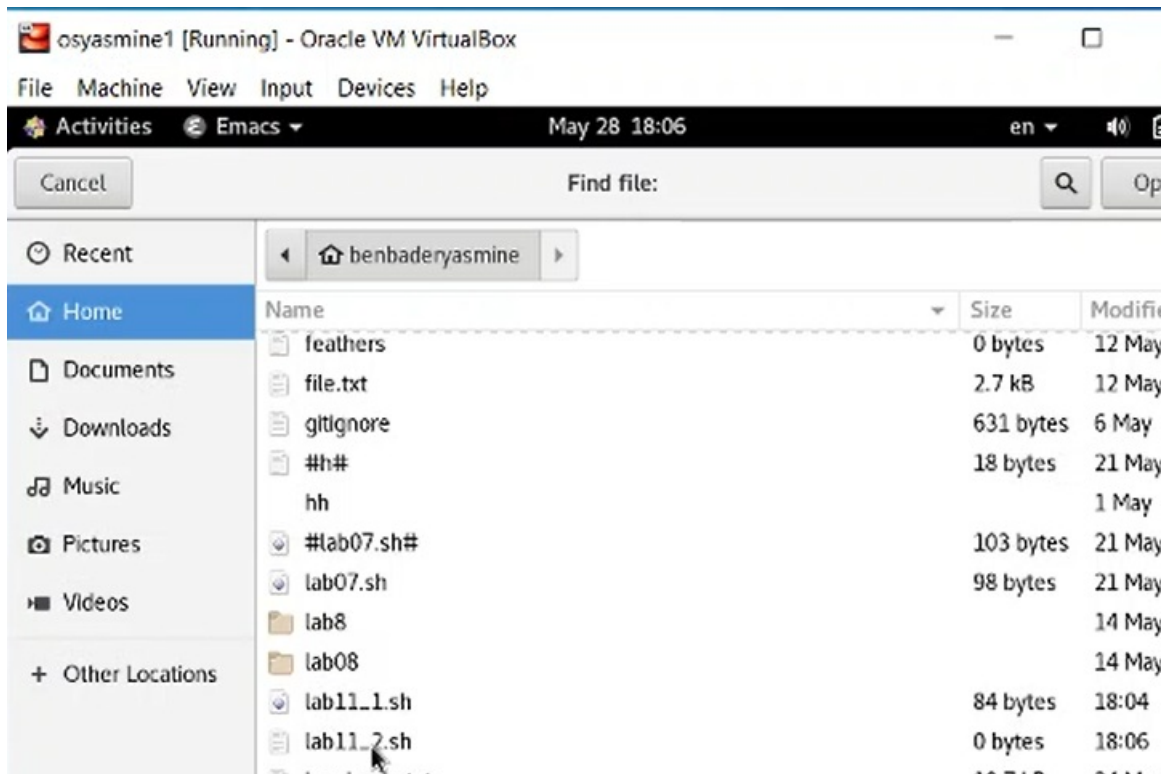 osyasmine1 [Running] - Oracle VM VirtualBox
File Machine View Input Devices Help
Activities Emacs May 28 18:06 en
Cancel Find file: Op
Recent benbaderyasmine
Home Name Size Modifie
feathers 0 bytes 12 May
Documents file.txt 2.7 kB 12 May
Downloads gitignore 631 bytes 6 May
#h# 18 bytes 21 May
Music hh 1 May
Pictures #lab07.sh# 103 bytes 21 May
lab07.sh 98 bytes 21 May
Videos lab8 14 May
+ Other Locations lab08 14 May
lab11_1.sh 84 bytes 18:04
lab11_2.sh 0 bytes 18:06